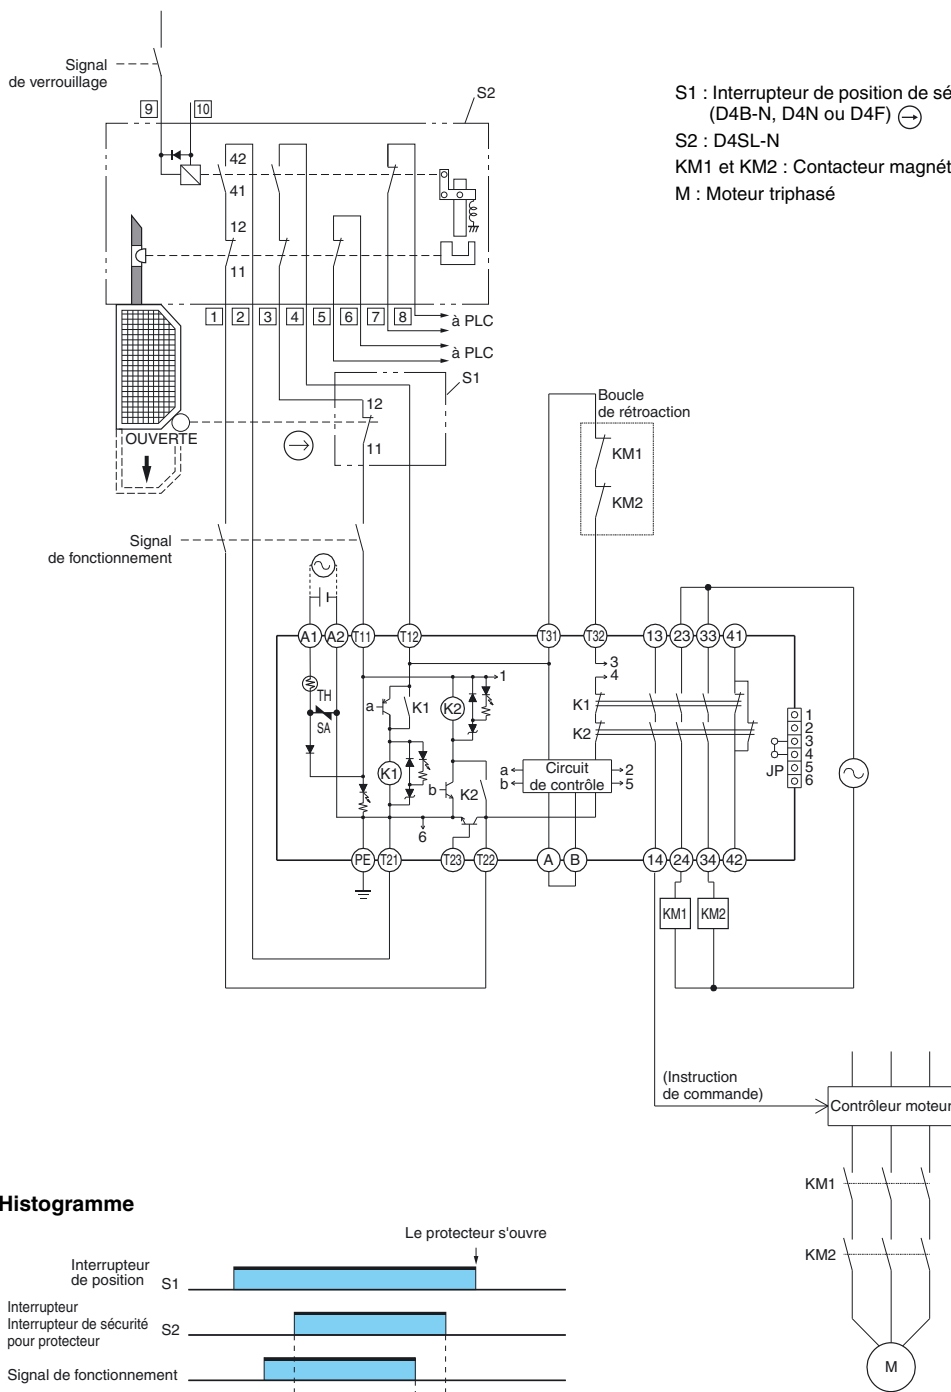 Signal
de verrouillage
9
10
S2
S1 : Interrupteur de position de sé
(D4B-N, D4N ou D4F)
S2 : D4SL-N
KM1 et KM2 : Contacteur magnét
M : Moteur triphasé
42
41
12
11
1 2 3 4 5 6 7 8
à PLC
à PLC
S1
12
11
OUVERTE
Boucle
de rétroaction
KM1
KM2
Signal
de fonctionnement
A1 A2 T11 T12 T31 T32 13 23 33 41
3
4
1
TH
SA
a
K1
K2
K1
K2
K1
b
K2
a
b
Circuit
de contrôle
2
5
6
JP
1
2
3
4
5
6
PE T21 T23 T22 A B 14 24 34 42
KM1 KM2
(Instruction
de commande)
Contrôleur moteur
KM1
KM2
M
Histogramme
Le protecteur s'ouvre
Interrupteur
de position S1
Interrupteur
Interrupteur de sécurité
pour protecteur
S2
Signal de fonctionnement